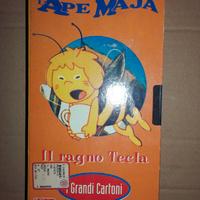 L'APE MAJA
Il ragno Tecla
I Grandi Cartoni